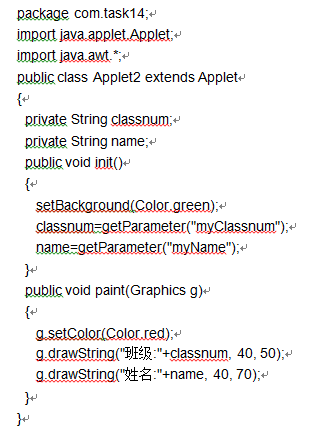 package com.task14;
import java.applet.Applet;
import java.awt.*;
public class Applet2 extends Applet
{
private String classnum;
private String name;
public void init()
{
setBackground(Color.green);
classnum=getParameter("myClassnum");
name=getParameter("myName");
}
public void paint(Graphics g)
{
g.setColor(Color.red);
g.drawString("班级:"+classnum, 40, 50);
g.drawString("姓名:"+name, 40, 70);
}
}